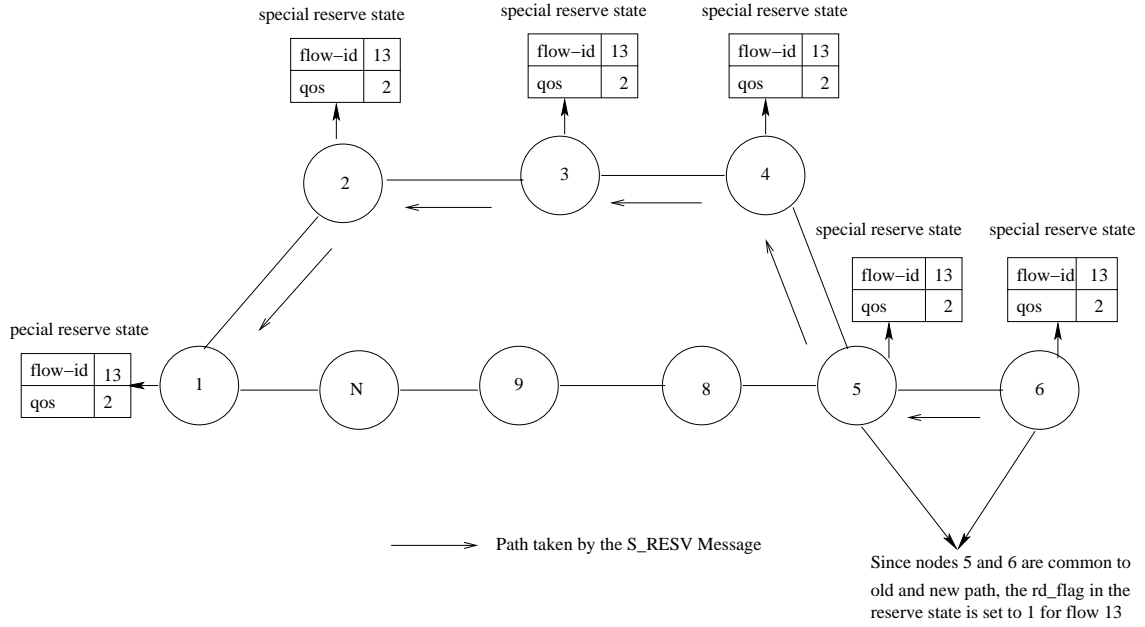 special reserve state
special reserve state
special reserve state
flow−id 13
qos 2
flow−id 13
qos 2
flow−id 13
qos 2
2
3
4
special reserve state
special reserve state
flow−id 13
qos 2
flow−id 13
qos 2
pecial reserve state
flow−id 13
qos 2
1
N
9
8
5
6
Path taken by the S_RESV Message
Since nodes 5 and 6 are common to
old and new path, the rd_flag in the
reserve state is set to 1 for flow 13